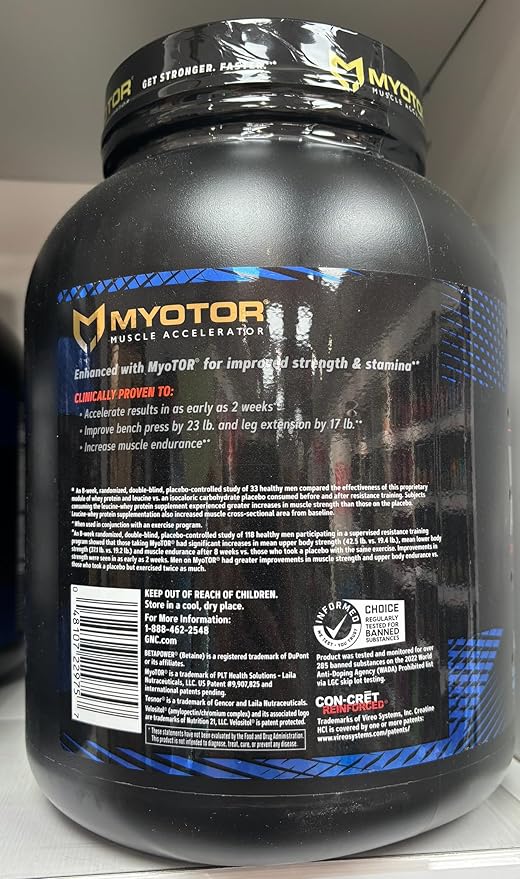 TOR
GET STRONGER. FASTER.
MYOTOR
MUSCLE ACCELERA
MYOTOR®
MUSCLE ACCELERATOR
Enhanced with MyoTOR® for improved strength & stamina**
CLINICALLY PROVEN TO:
• Accelerate results in as early as 2 weeks**
• Improve bench press by 23 lb. and leg extension by 17 lb.**
• Increase muscle endurance**
* An 8-week, randomized, double-blind, placebo-controlled study of 33 healthy men compared the effectiveness of this proprietary
module of whey protein and leucine vs. an isocaloric carbohydrate placebo consumed before and after resistance training. Subjects
consuming the leucine-whey protein supplement experienced greater increases in muscle strength than those on the placebo.
Leucine-whey protein supplementation also increased muscle cross-sectional area from baseline.
* When used in conjunction with an exercise program.
*An 8-week randomized, double-blind, placebo-controlled study of 118 healthy men participating in a supervised resistance training
program showed that those taking MyoTOR® had significant increases in mean upper body strength (42.5 lb. vs. 19.4 lb.), mean lower body
strength (37.1 lb. vs. 19.2 lb.) and muscle endurance after 8 weeks vs. those who took a placebo with the same exercise. Improvements in
strength were seen in as early as 2 weeks. Men on MyoTOR® had greater improvements in muscle strength and upper body endurance vs.
those who took a placebo but exercised twice as much.
KEEP OUT OF REACH OF CHILDREN.
Store in a cool, dry place.
For More Information:
1-888-462-2548
GNC.com
BETAPOWER® (Betaine) is a registered trademark of DuPont
or its affiliates.
MyoTOR® is a trademark of PLT Health Solutions - Laila
Nutraceuticals, LLC. US Patent #9,907,825 and
international patents pending.
Tesnor® is a trademark of Gencor and Laila Nutraceuticals.
Velositol® (amylopectin/chromium complex) and its associated logo
are trademarks of Nutrition 21, LLC. Velositol® is patent protected.
* These statements have not been evaluated by the Food and Drug Administration.
This product is not intended to diagnose, treat, cure, or prevent any disease.
0 48107 22915 7
INFORMED
WE TEST, YOU TRUST
CHOICE
REGULARLY
TESTED FOR
BANNED
SUBSTANCES
Product was tested and monitored for over
285 banned substances on the 2022 World
Anti-Doping Agency (WADA) Prohibited list
via LGC skip lot testing.
CON-CRĒT
REINFORCED®
Trademarks of Vireo Systems, Inc. Creatine
HCl is covered by one or more patents:
www.vireosystems.com/patents/